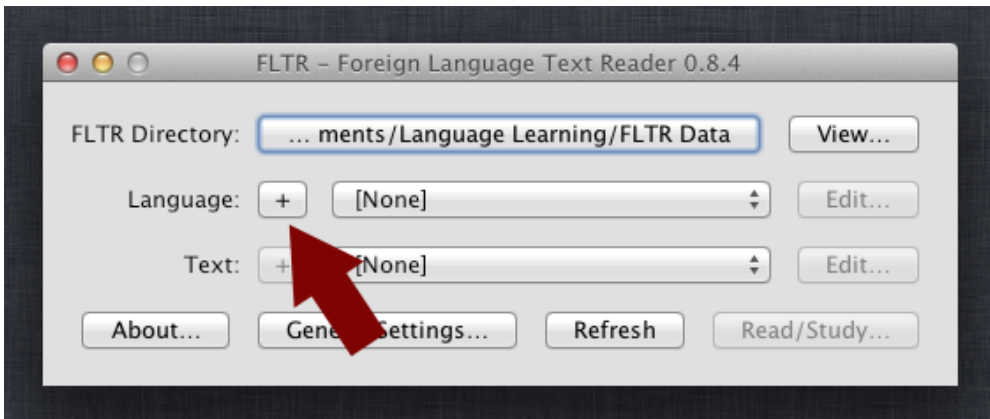 FLTR – Foreign Language Text Reader 0.8.4
FLTR Directory: ... ments/Language Learning/FLTR Data View...
Language: + [None] Edit...
Text: + [None] Edit...
About... Settings... Refresh Read/Study...